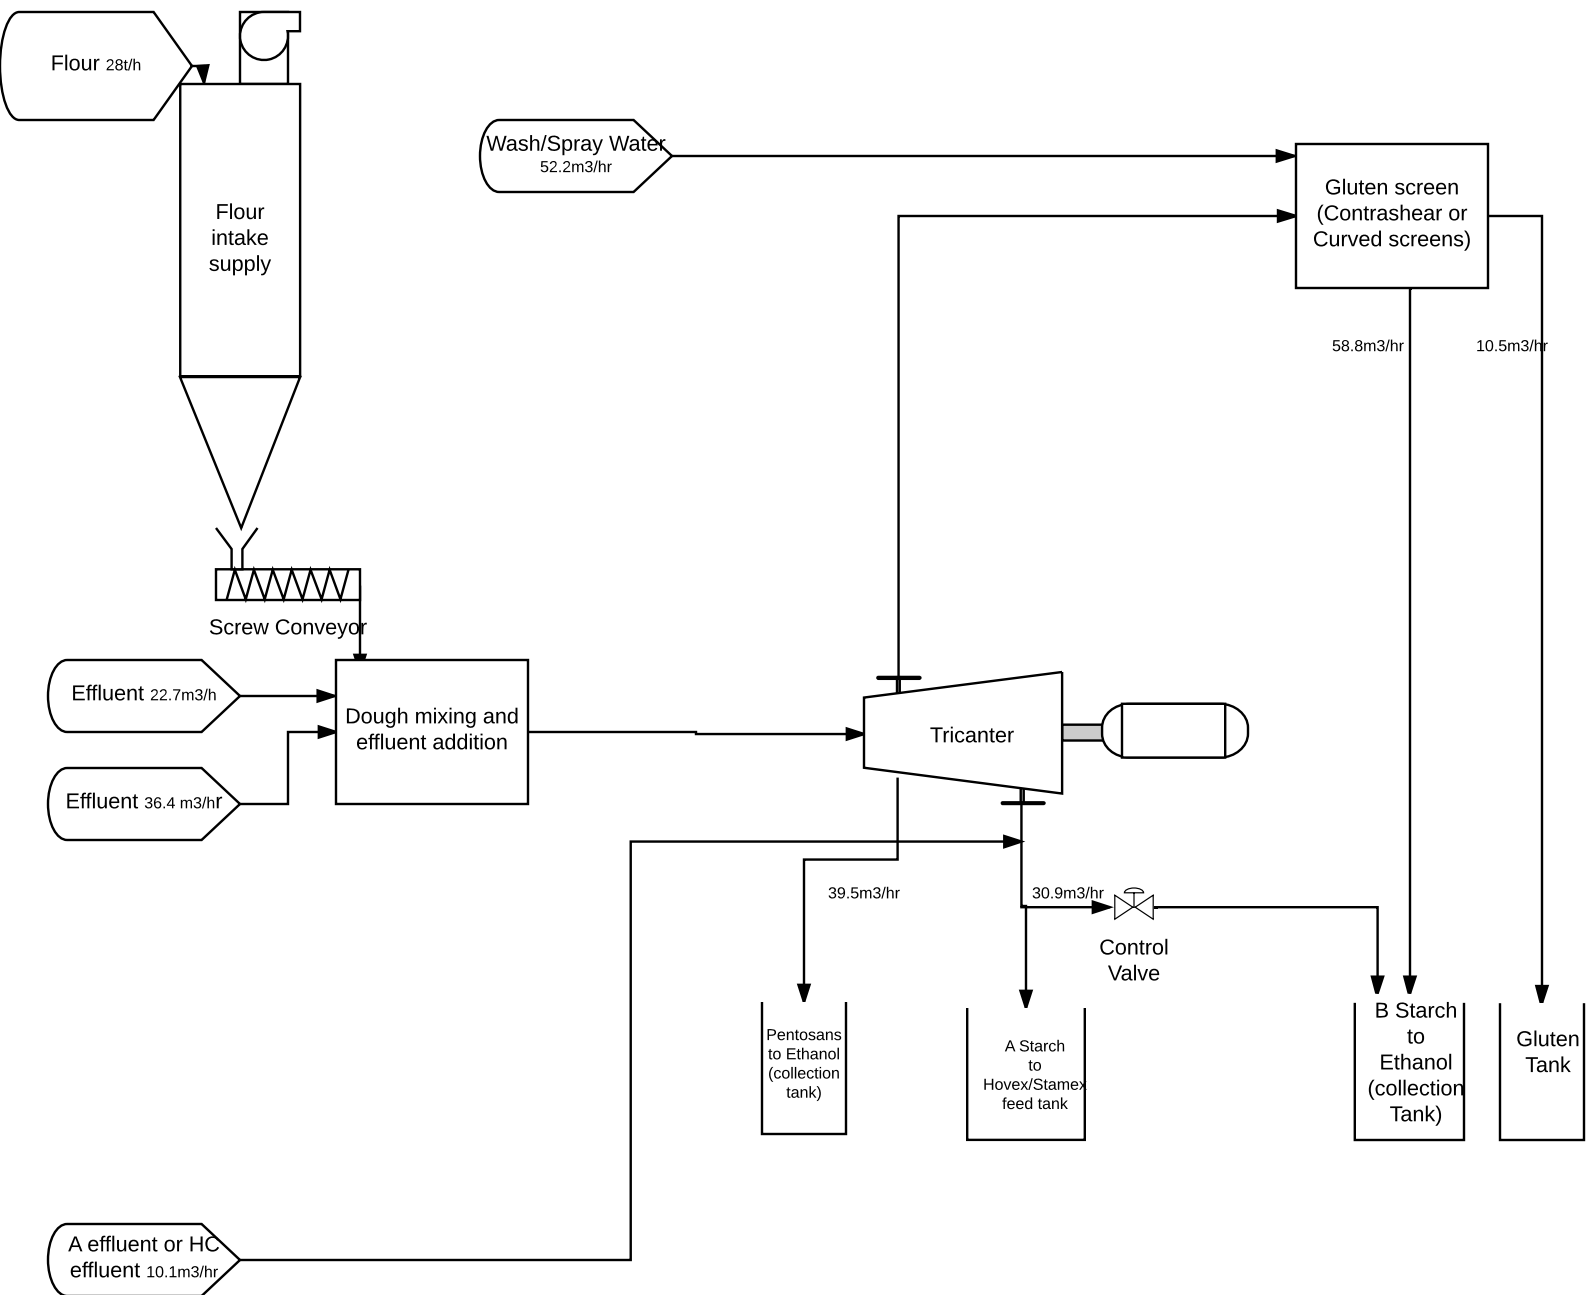 Flour 28t/h
Wash/Spray Water
52.2m3/hr
Gluten screen
(Contrashear or
Curved screens)
Flour
intake
supply
58.8m3/hr
10.5m3/hr
Screw Conveyor
Effluent 22.7m3/h
Dough mixing and
effluent addition
Tricanter
Effluent 36.4 m3/hr
39.5m3/hr
30.9m3/hr
Control
Valve
Pentosans
to Ethanol
(collection
tank)
A Starch
to
Hovex/Stamex
feed tank
B Starch
to
Ethanol
(collection
Tank)
Gluten
Tank
A effluent or HC
effluent 10.1m3/hr